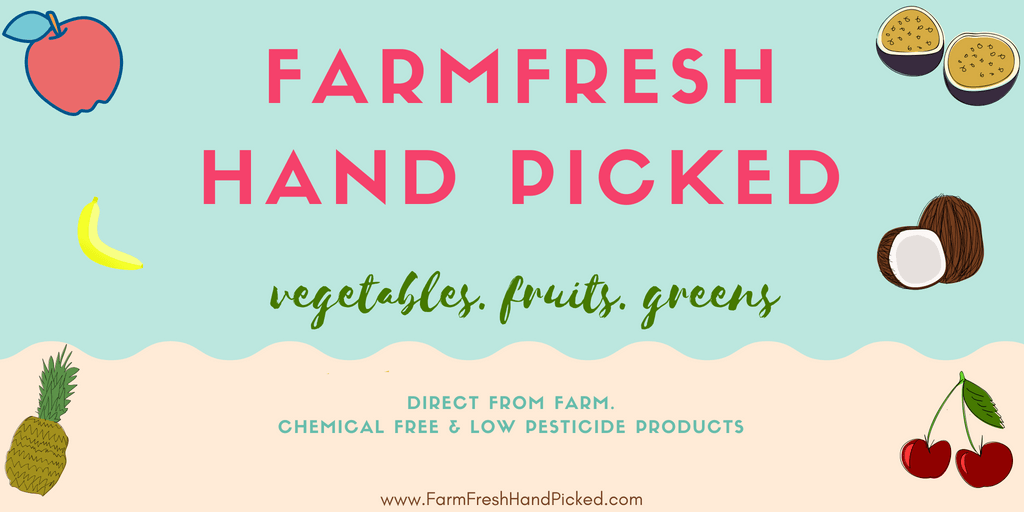 FARMFRESH
HAND PICKED
vegetables. fruits. greens
DIRECT FROM FARM.
CHEMICAL FREE & LOW PESTICIDE PRODUCTS
www.FarmFreshHandPicked.com